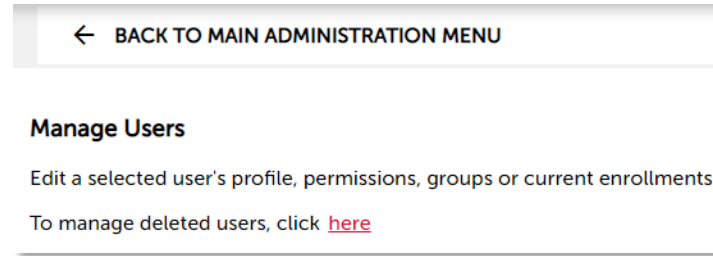 ← BACK TO MAIN ADMINISTRATION MENU
Manage Users
Edit a selected user's profile, permissions, groups or current enrollments
To manage deleted users, click here